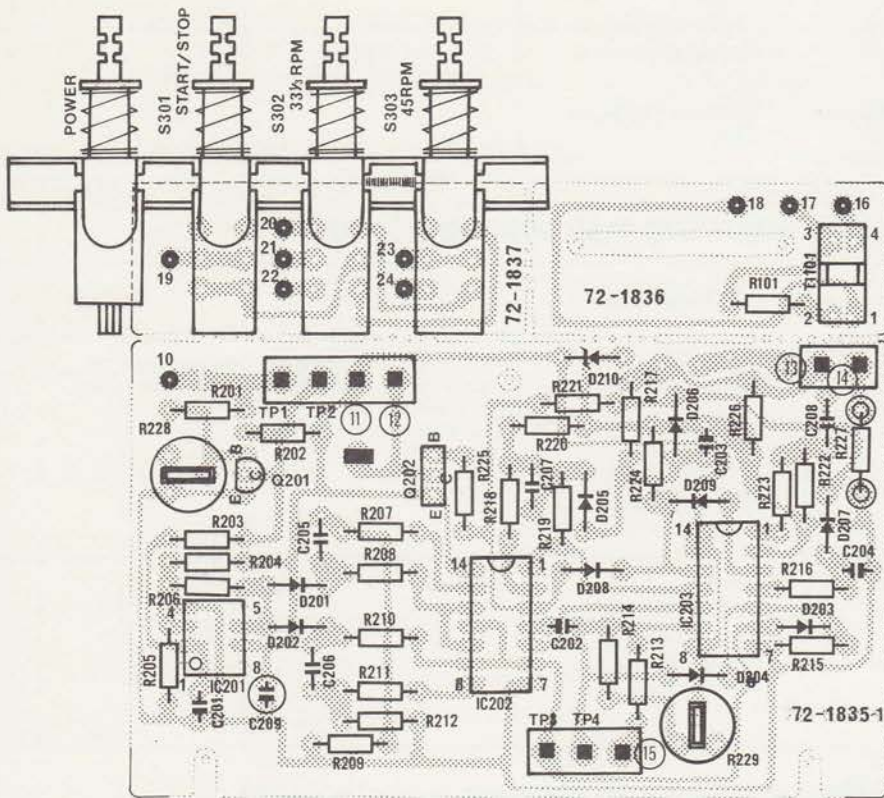 POWER
S301
START/STOP
S302
33⅓ RPM
S303
45RPM
18
17
16
20
21
22
19
23
24
3
4
T1101
R101
2
1
72-1837
72-1836
10
R201
R228
TP1
TP2
11
12
R202
B
E
Q201
B
Q202
C
E
R225
R221
D210
R220
R217
D206
R226
13
14
C208
R227
R218
C207
R219
D205
R224
C203
D209
R223
R222
D207
R203
R204
R206
C205
R207
R208
14
1
D208
14
1
R216
C204
4
5
D201
D202
R210
C202
R214
R213
IC203
D203
R215
R205
1
IC201
8
C201
C209
C206
R211
R212
R209
8
7
IC202
8
D204
7
TP3
TP4
15
R229
72-1835-1